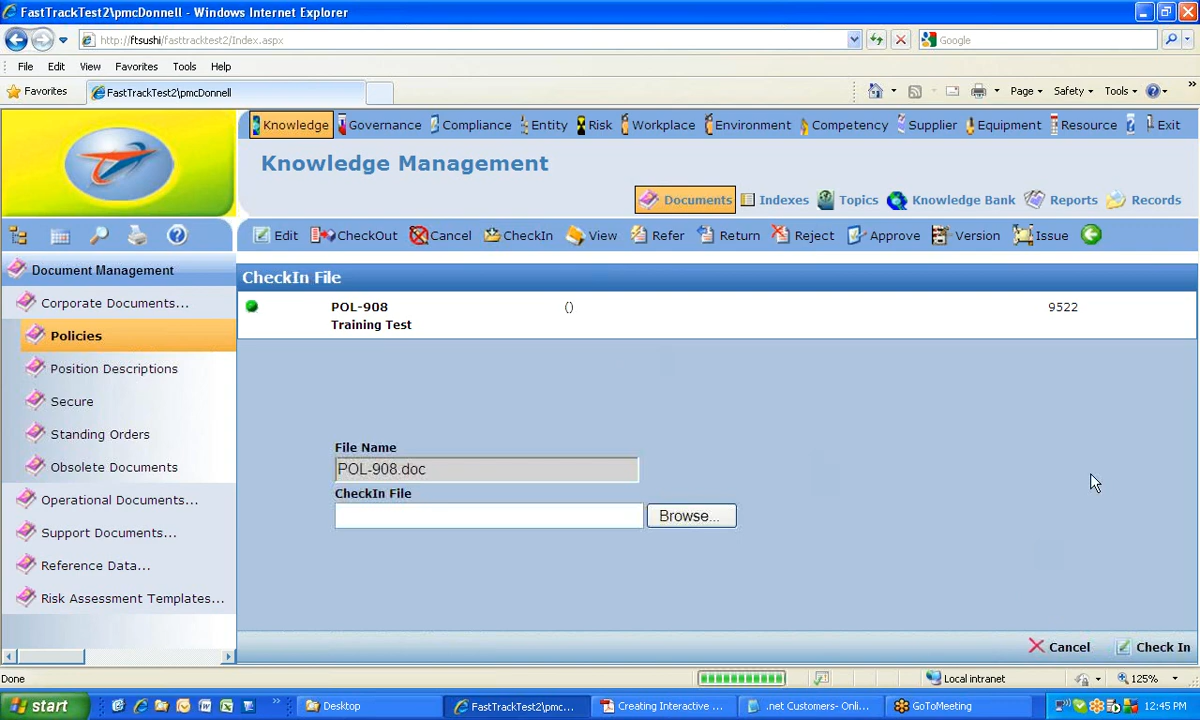 FastTrackTest2\pmcDonnell - Windows Internet Explorer
http://ftsushi/fasttracktest2/Index.aspx
Google
File Edit View Favorites Tools Help
Favorites FastTrackTest2\pmcDonnell Page Safety Tools
Knowledge Governance Compliance Entity Risk Workplace Environment Competency Supplier Equipment Resource Exit
Knowledge Management
Documents Indexes Topics Knowledge Bank Reports Records
Edit CheckOut Cancel CheckIn View Refer Return Reject Approve Version Issue
Document Management
Corporate Documents...
Policies
Position Descriptions
Secure
Standing Orders
Obsolete Documents
Operational Documents...
Support Documents...
Reference Data...
Risk Assessment Templates...
CheckIn File
POL-908 () 9522
Training Test
File Name
POL-908.doc
CheckIn File
Browse...
Cancel Check In
Done Local intranet 125%
start Desktop FastTrackTest2\pmc... Creating Interactive ... .net Customers- Onli... GoToMeeting 12:45 PM